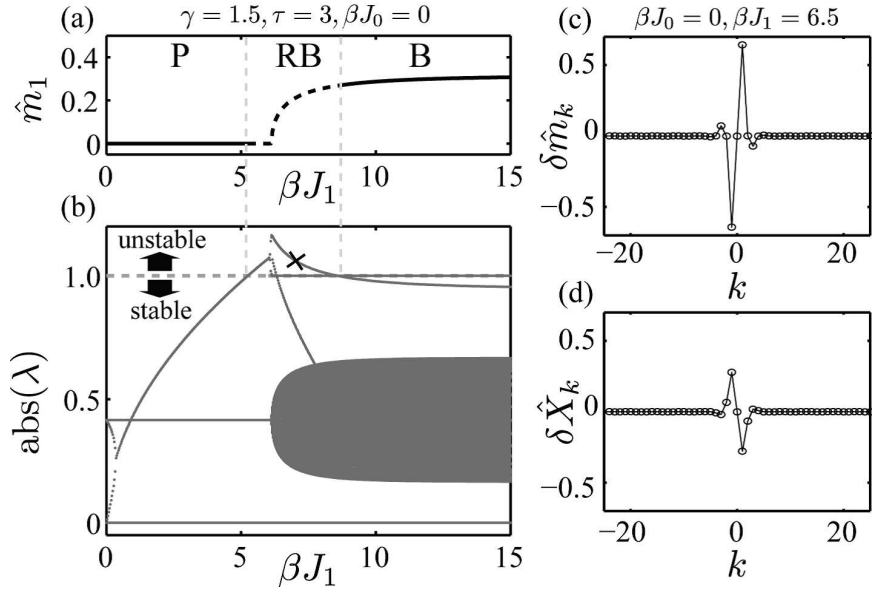 (a)
γ = 1.5, τ = 3, βJ₀ = 0
P RB B
m̂₁
0.4
0.2
0
0 5 10 15
βJ₁
(b)
unstable
1.0
stable
abs(λ)
0.5
0
0 5 10 15
βJ₁
(c)
βJ₀ = 0, βJ₁ = 6.5
δm̂ₖ
0.5
0
−0.5
−20 0 20
k
(d)
δX̂ₖ
0.5
0
−0.5
−20 0 20
k